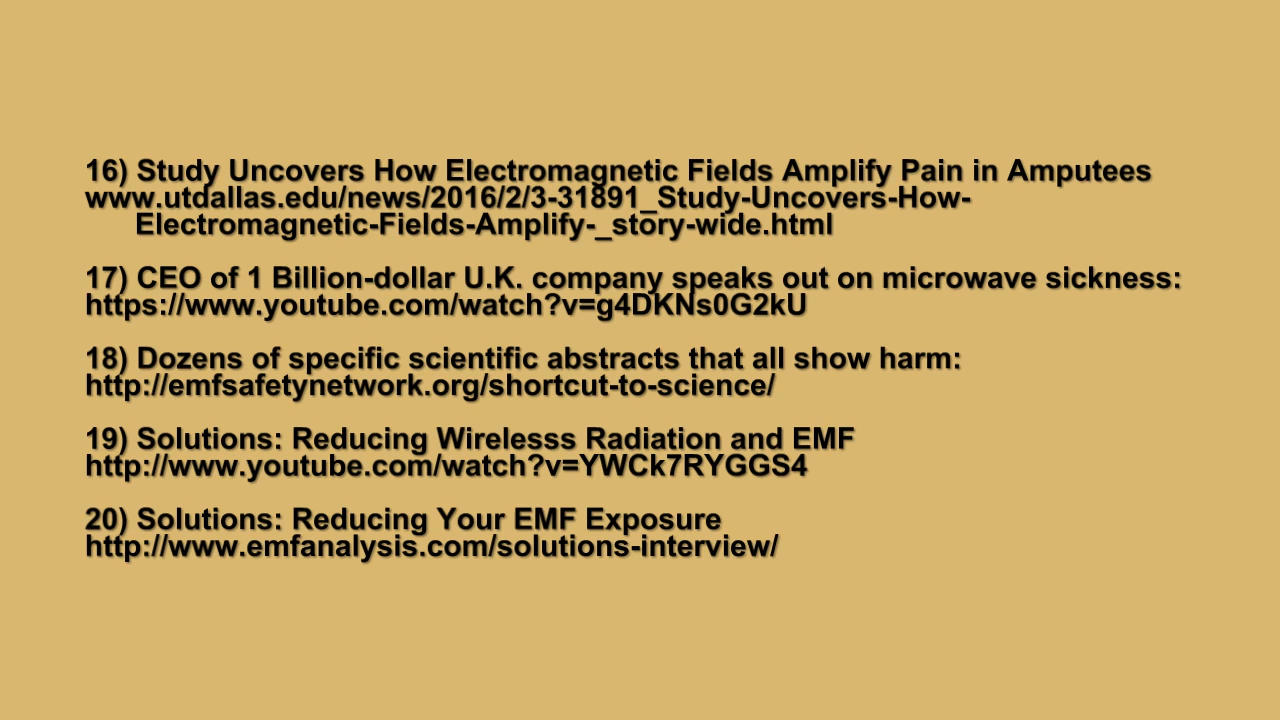 16) Study Uncovers How Electromagnetic Fields Amplify Pain in Amputees
www.utdallas.edu/news/2016/2/3-31891_Study-Uncovers-How-
Electromagnetic-Fields-Amplify-_story-wide.html
17) CEO of 1 Billion-dollar U.K. company speaks out on microwave sickness:
https://www.youtube.com/watch?v=g4DKNs0G2kU
18) Dozens of specific scientific abstracts that all show harm:
http://emfsafetynetwork.org/shortcut-to-science/
19) Solutions: Reducing Wirelesss Radiation and EMF
http://www.youtube.com/watch?v=YWCk7RYGGS4
20) Solutions: Reducing Your EMF Exposure
http://www.emfanalysis.com/solutions-interview/